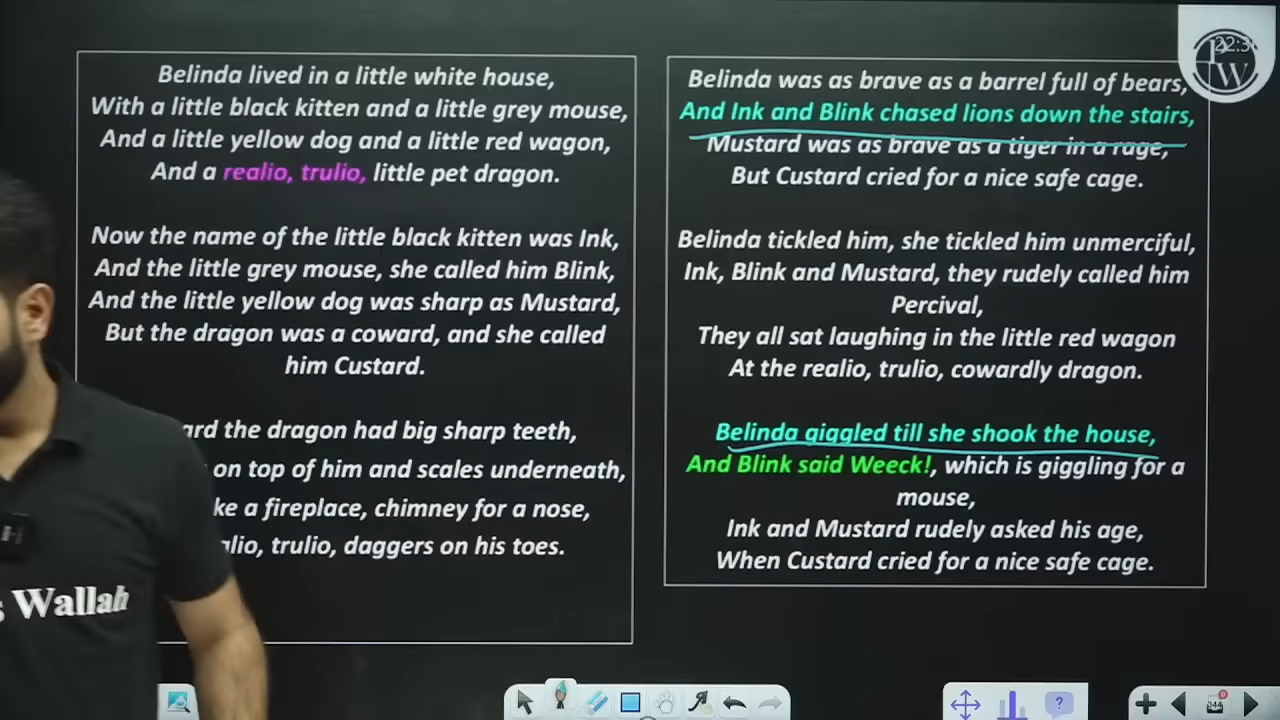 Belinda lived in a little white house,
With a little black kitten and a little grey mouse,
And a little yellow dog and a little red wagon,
And a realio, trulio, little pet dragon.
Now the name of the little black kitten was Ink,
And the little grey mouse, she called him Blink,
And the little yellow dog was sharp as Mustard,
But the dragon was a coward, and she called
him Custard.
ard the dragon had big sharp teeth,
on top of him and scales underneath,
ke a fireplace, chimney for a nose,
alio, trulio, daggers on his toes.
Belinda was as brave as a barrel full of bears,
And Ink and Blink chased lions down the stairs,
Mustard was as brave as a tiger in a rage,
But Custard cried for a nice safe cage.
Belinda tickled him, she tickled him unmerciful,
Ink, Blink and Mustard, they rudely called him
Percival,
They all sat laughing in the little red wagon
At the realio, trulio, cowardly dragon.
Belinda giggled till she shook the house,
And Blink said Weeck!, which is giggling for a
mouse,
Ink and Mustard rudely asked his age,
When Custard cried for a nice safe cage.
s Wallah
W
344